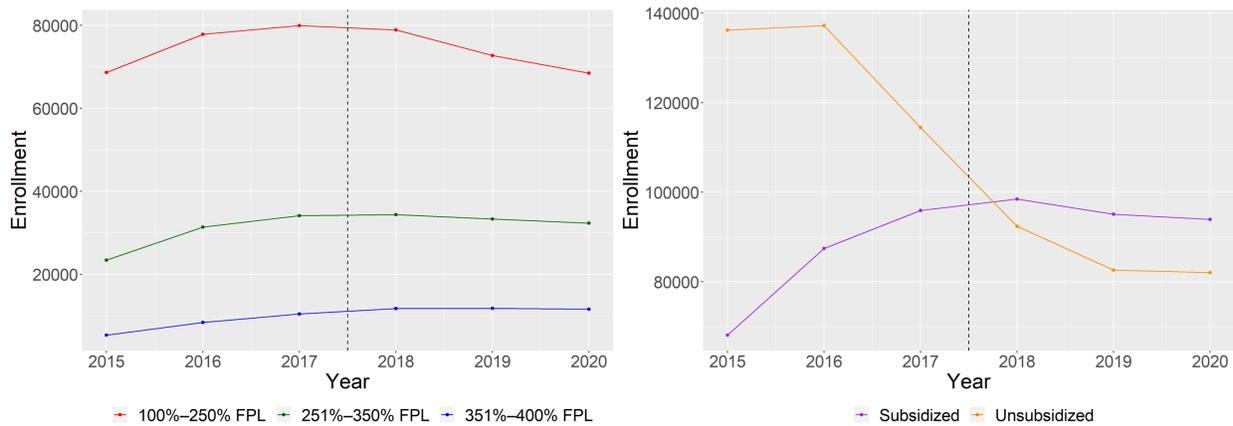 80000
60000
40000
20000
Enrollment
2015 2016 2017 2018 2019 2020
Year
100%–250% FPL 251%–350% FPL 351%–400% FPL
140000
120000
100000
80000
Enrollment
2015 2016 2017 2018 2019 2020
Year
Subsidized Unsubsidized